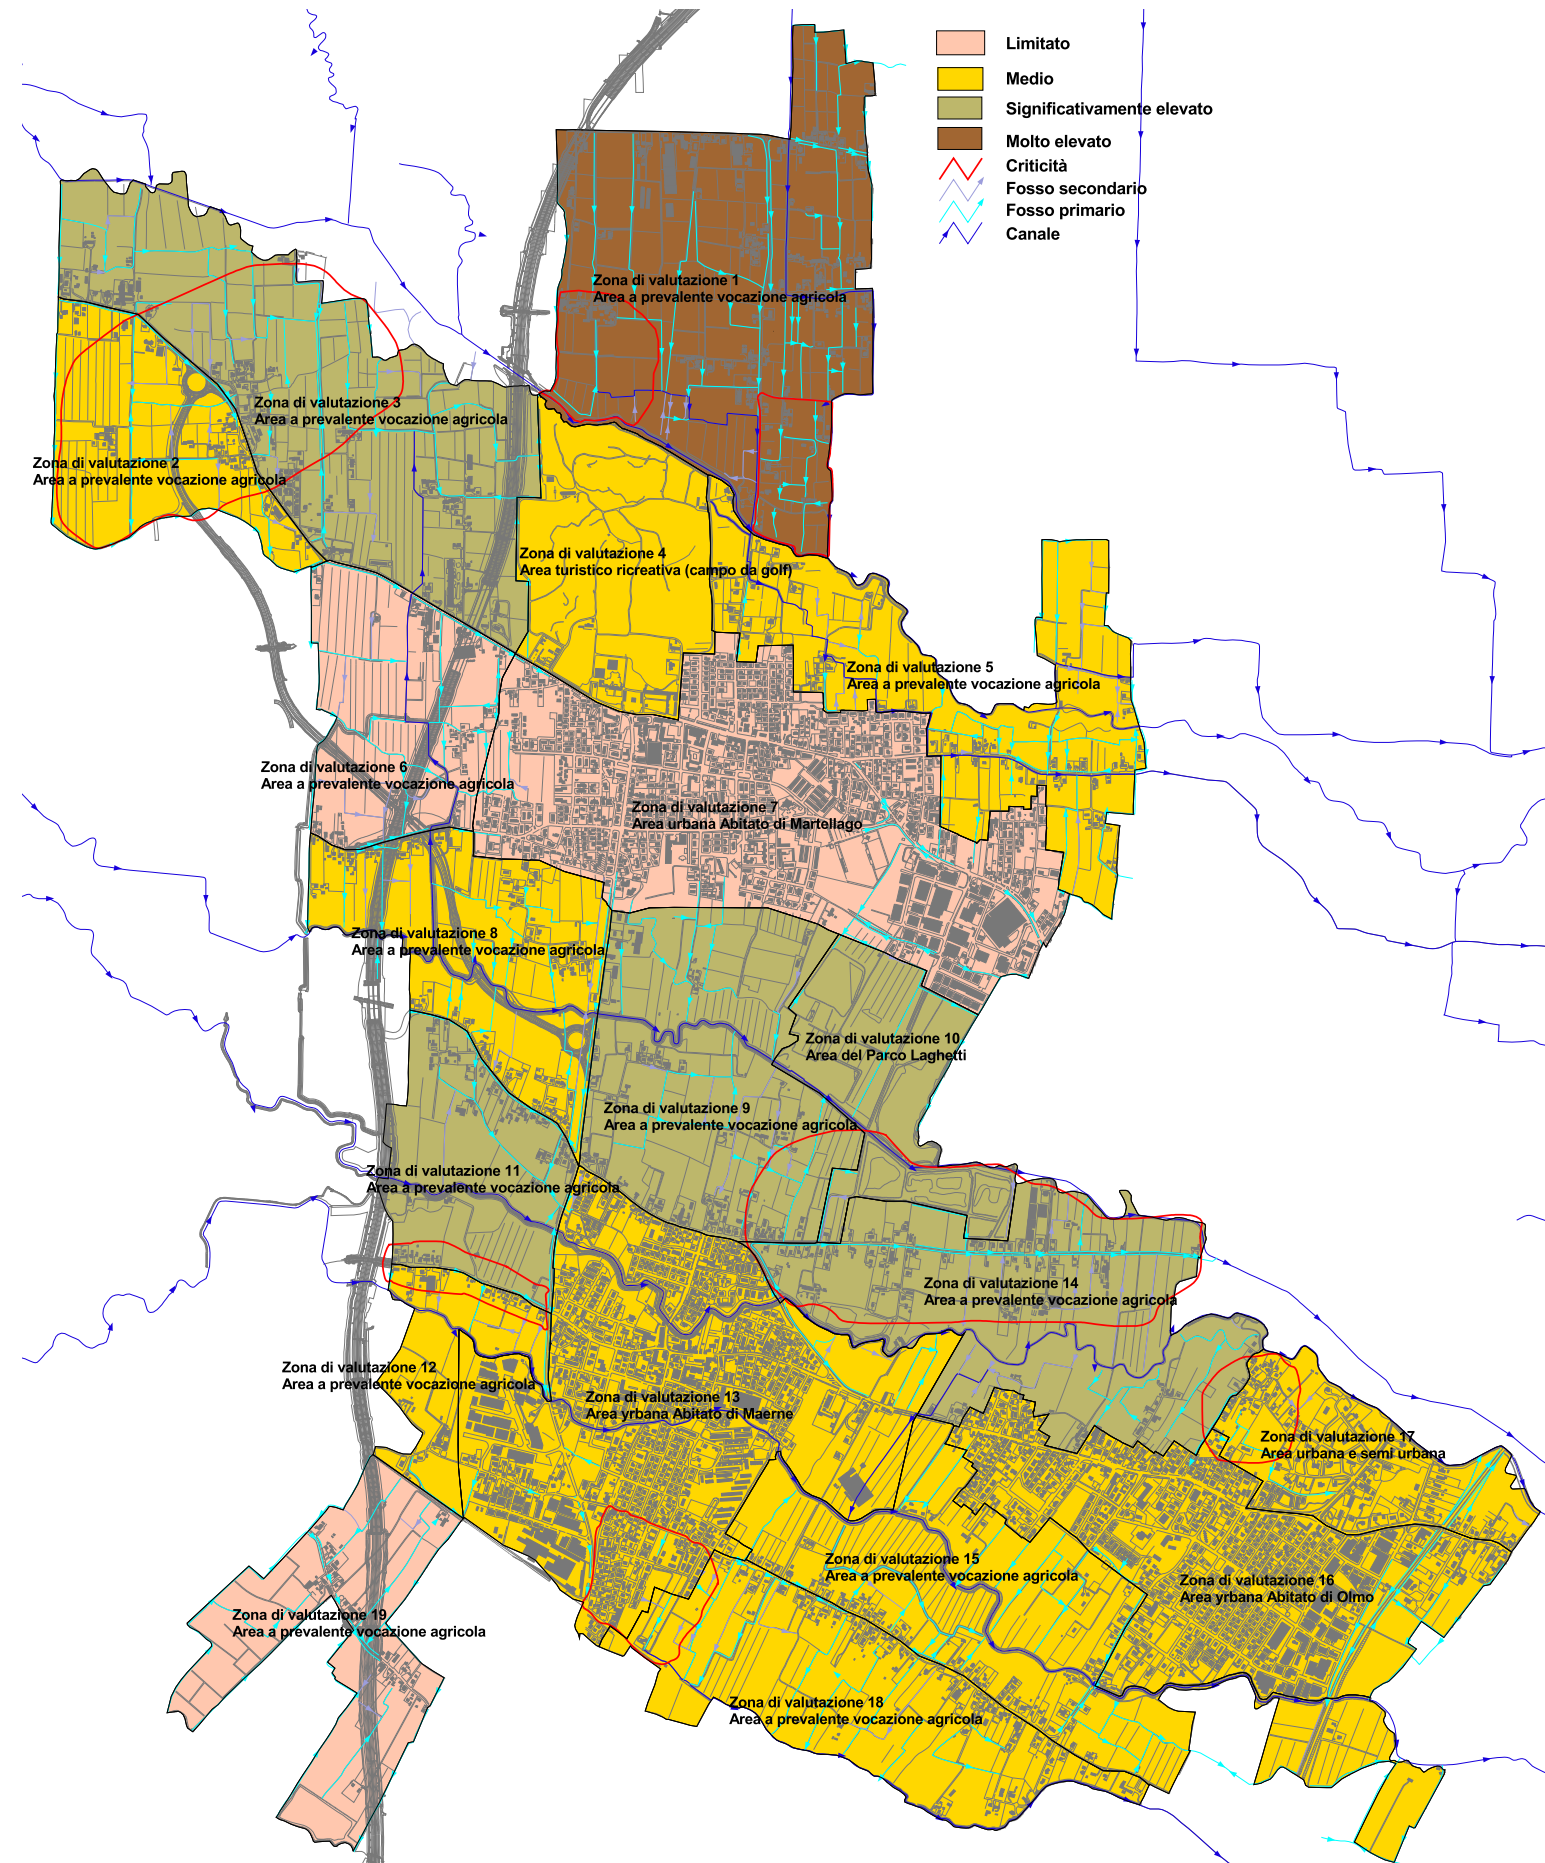 Limitato
Medio
Significativamente elevato
Molto elevato
Criticità
Fosso secondario
Fosso primario
Canale
Zona di valutazione 1
Area a prevalente vocazione agricola
Zona di valutazione 3
Area a prevalente vocazione agricola
Zona di valutazione 2
Area a prevalente vocazione agricola
Zona di valutazione 4
Area turistico ricreativa (campo da golf)
Zona di valutazione 5
Area a prevalente vocazione agricola
Zona di valutazione 6
Area a prevalente vocazione agricola
Zona di valutazione 7
Area urbana Abitato di Martellago
Zona di valutazione 8
Area a prevalente vocazione agricola
Zona di valutazione 10
Area del Parco Laghetti
Zona di valutazione 9
Area a prevalente vocazione agricola
Zona di valutazione 11
Area a prevalente vocazione agricola
Zona di valutazione 14
Area a prevalente vocazione agricola
Zona di valutazione 12
Area a prevalente vocazione agricola
Zona di valutazione 13
Area yrbana Abitato di Maerne
Zona di valutazione 17
Area urbana e semi urbana
Zona di valutazione 15
Area a prevalente vocazione agricola
Zona di valutazione 16
Area yrbana Abitato di Olmo
Zona di valutazione 19
Area a prevalente vocazione agricola
Zona di valutazione 18
Area a prevalente vocazione agricola